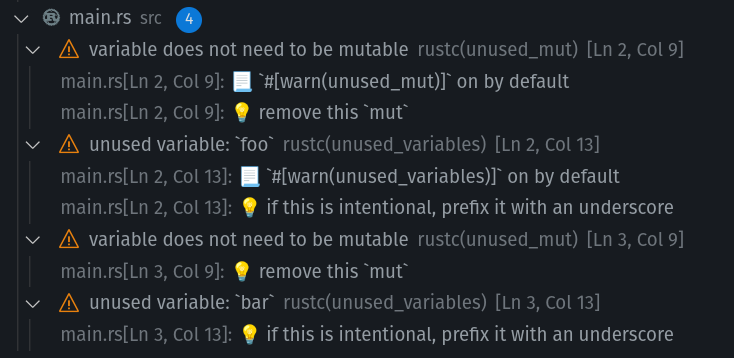 main.rs src 4
variable does not need to be mutable rustc(unused_mut) [Ln 2, Col 9]
main.rs[Ln 2, Col 9]: 📃 `#[warn(unused_mut)]` on by default
main.rs[Ln 2, Col 9]: 💡 remove this `mut`
unused variable: `foo` rustc(unused_variables) [Ln 2, Col 13]
main.rs[Ln 2, Col 13]: 📃 `#[warn(unused_variables)]` on by default
main.rs[Ln 2, Col 13]: 💡 if this is intentional, prefix it with an underscore
variable does not need to be mutable rustc(unused_mut) [Ln 3, Col 9]
main.rs[Ln 3, Col 9]: 💡 remove this `mut`
unused variable: `bar` rustc(unused_variables) [Ln 3, Col 13]
main.rs[Ln 3, Col 13]: 💡 if this is intentional, prefix it with an underscore